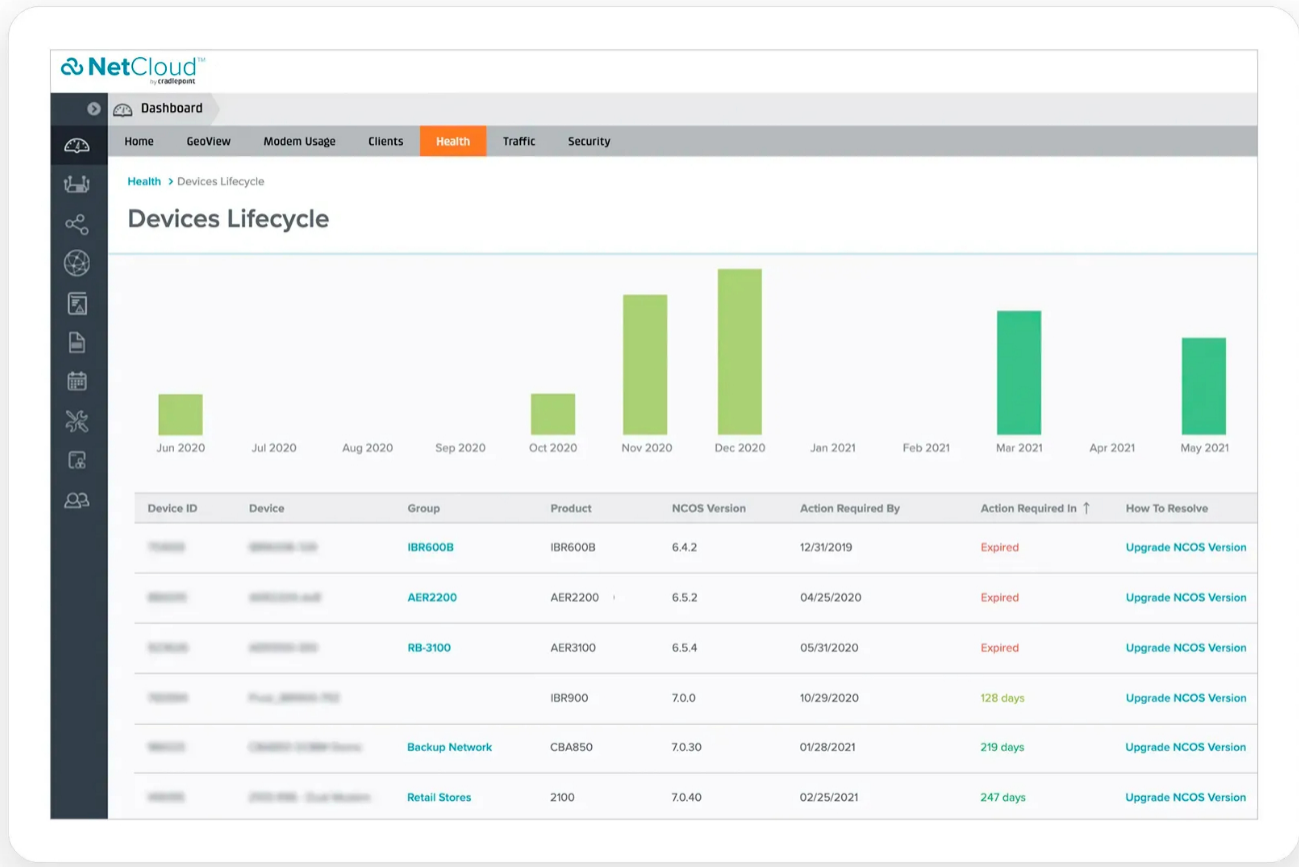 NetCloud™
by cradlepoint
Dashboard
Home GeoView Modem Usage Clients Health Traffic Security
Health > Devices Lifecycle
Devices Lifecycle
Jun 2020 Jul 2020 Aug 2020 Sep 2020 Oct 2020 Nov 2020 Dec 2020 Jan 2021 Feb 2021 Mar 2021 Apr 2021 May 2021
Device ID Device Group Product NCOS Version Action Required By Action Required In ↑ How To Resolve
IBR600B IBR600B 6.4.2 12/31/2019 Expired Upgrade NCOS Version
AER2200 AER2200 6.5.2 04/25/2020 Expired Upgrade NCOS Version
RB-3100 AER3100 6.5.4 05/31/2020 Expired Upgrade NCOS Version
IBR900 7.0.0 10/29/2020 128 days Upgrade NCOS Version
Backup Network CBA850 7.0.30 01/28/2021 219 days Upgrade NCOS Version
Retail Stores 2100 7.0.40 02/25/2021 247 days Upgrade NCOS Version